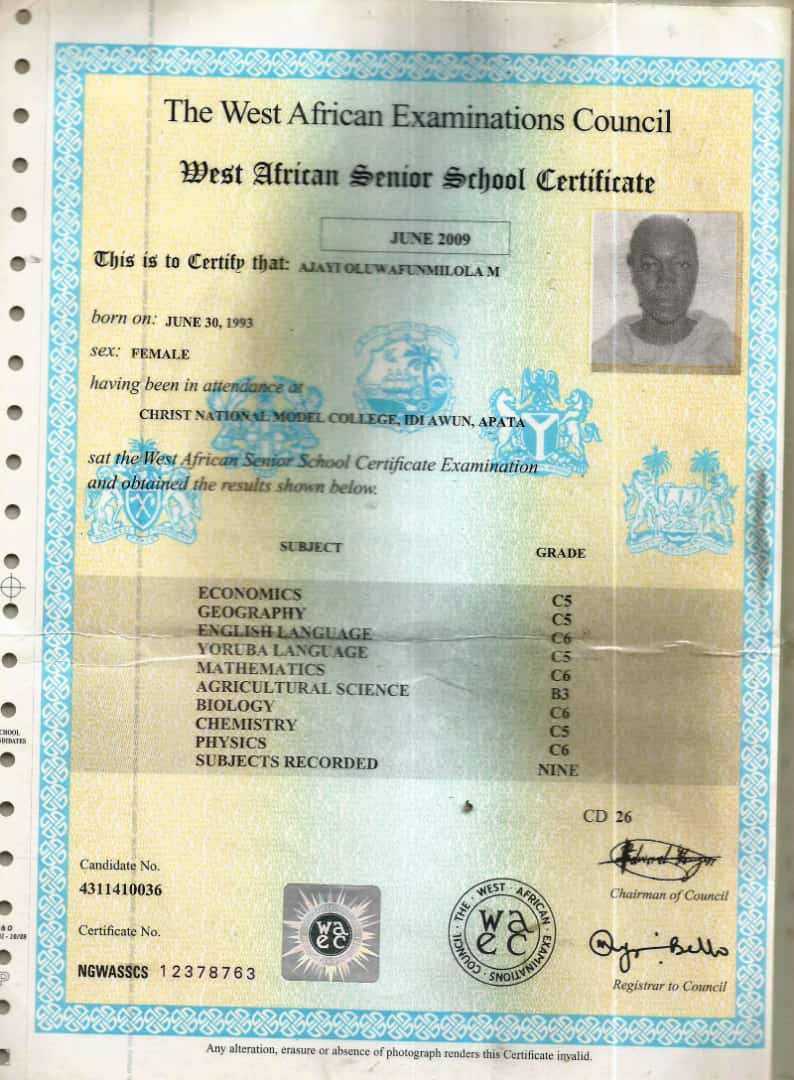 The West African Examinations Council
West African Senior School Certificate
JUNE 2009
This is to Certify that: AJAYI OLUWAFUNMILOLA M
born on: JUNE 30, 1993
sex: FEMALE
having been in attendance at
CHRIST NATIONAL MODEL COLLEGE, IDI AWUN, APATA
sat the West African Senior School Certificate Examination
and obtained the results shown below.
SUBJECT GRADE
ECONOMICS C5
GEOGRAPHY C5
ENGLISH LANGUAGE C6
YORUBA LANGUAGE C5
MATHEMATICS C6
AGRICULTURAL SCIENCE B3
BIOLOGY C6
CHEMISTRY C5
PHYSICS C6
SUBJECTS RECORDED NINE
CD 26
Chairman of Council
Candidate No.
4311410036
Certificate No.
NGWASSCS 12378763
waec
THE · WEST · AFRICAN · EXAMINATIONS · COUNCIL ·
waec
Bello
Registrar to Council
Any alteration, erasure or absence of photograph renders this Certificate invalid.